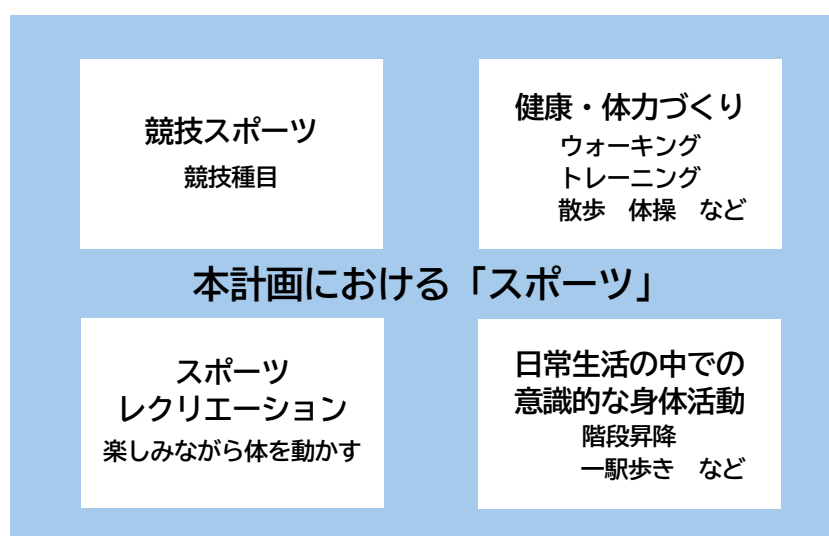 競技スポーツ
競技種目
健康・体力づくり
ウォーキング
トレーニング
散歩　体操　など
本計画における「スポーツ」
スポーツ
レクリエーション
楽しみながら体を動かす
日常生活の中での
意識的な身体活動
階段昇降
一駅歩き　など